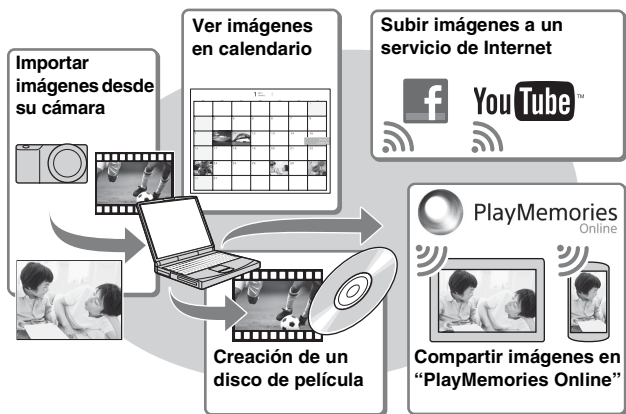 Importar
imágenes desde
su cámara
Ver imágenes
en calendario
Subir imágenes a un
servicio de Internet
f
You Tube™
PlayMemories
Online
Creación de un
disco de película
Compartir imágenes en
“PlayMemories Online”